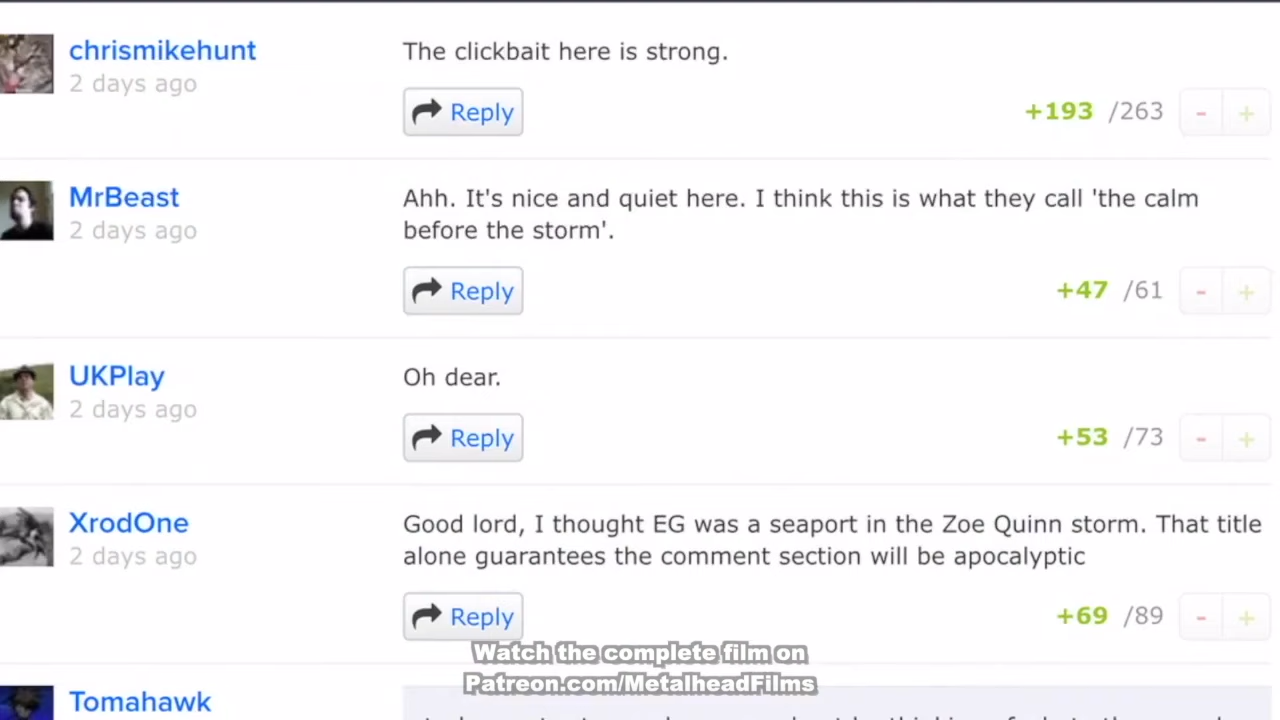 chrismikehunt
The clickbait here is strong.
2 days ago
Reply
+193 /263 - +
MrBeast
Ahh. It's nice and quiet here. I think this is what they call 'the calm
2 days ago
before the storm'.
Reply
+47 /61 - +
UKPlay
Oh dear.
2 days ago
Reply
+53 /73 - +
XrodOne
Good lord, I thought EG was a seaport in the Zoe Quinn storm. That title
2 days ago
alone guarantees the comment section will be apocalyptic
Reply
+69 /89 - +
Watch the complete film on
Patreon.com/MetalheadFilms
Tomahawk